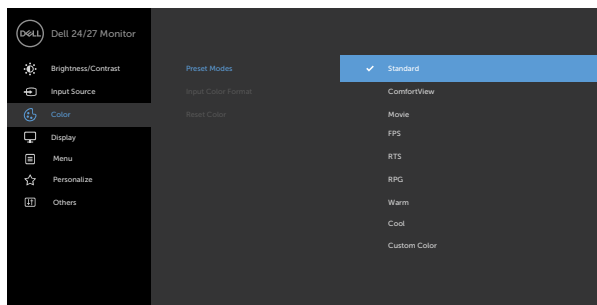 DELL Dell 24/27 Monitor
Brightness/Contrast Preset Modes Standard
Input Source Input Color Format ComfortView
Color Reset Color Movie
Display FPS
Menu RTS
Personalize RPG
Others Warm
Cool
Custom Color